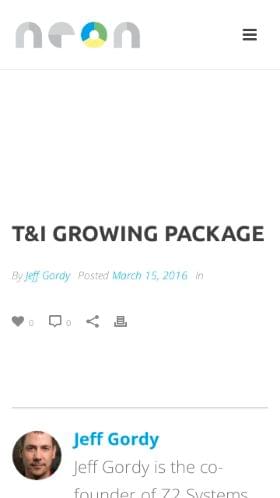 neon
T&I GROWING PACKAGE
By Jeff Gordy Posted March 15, 2016 in
0 0
Jeff Gordy
Jeff Gordy is the co-
founder of Z2 Systems